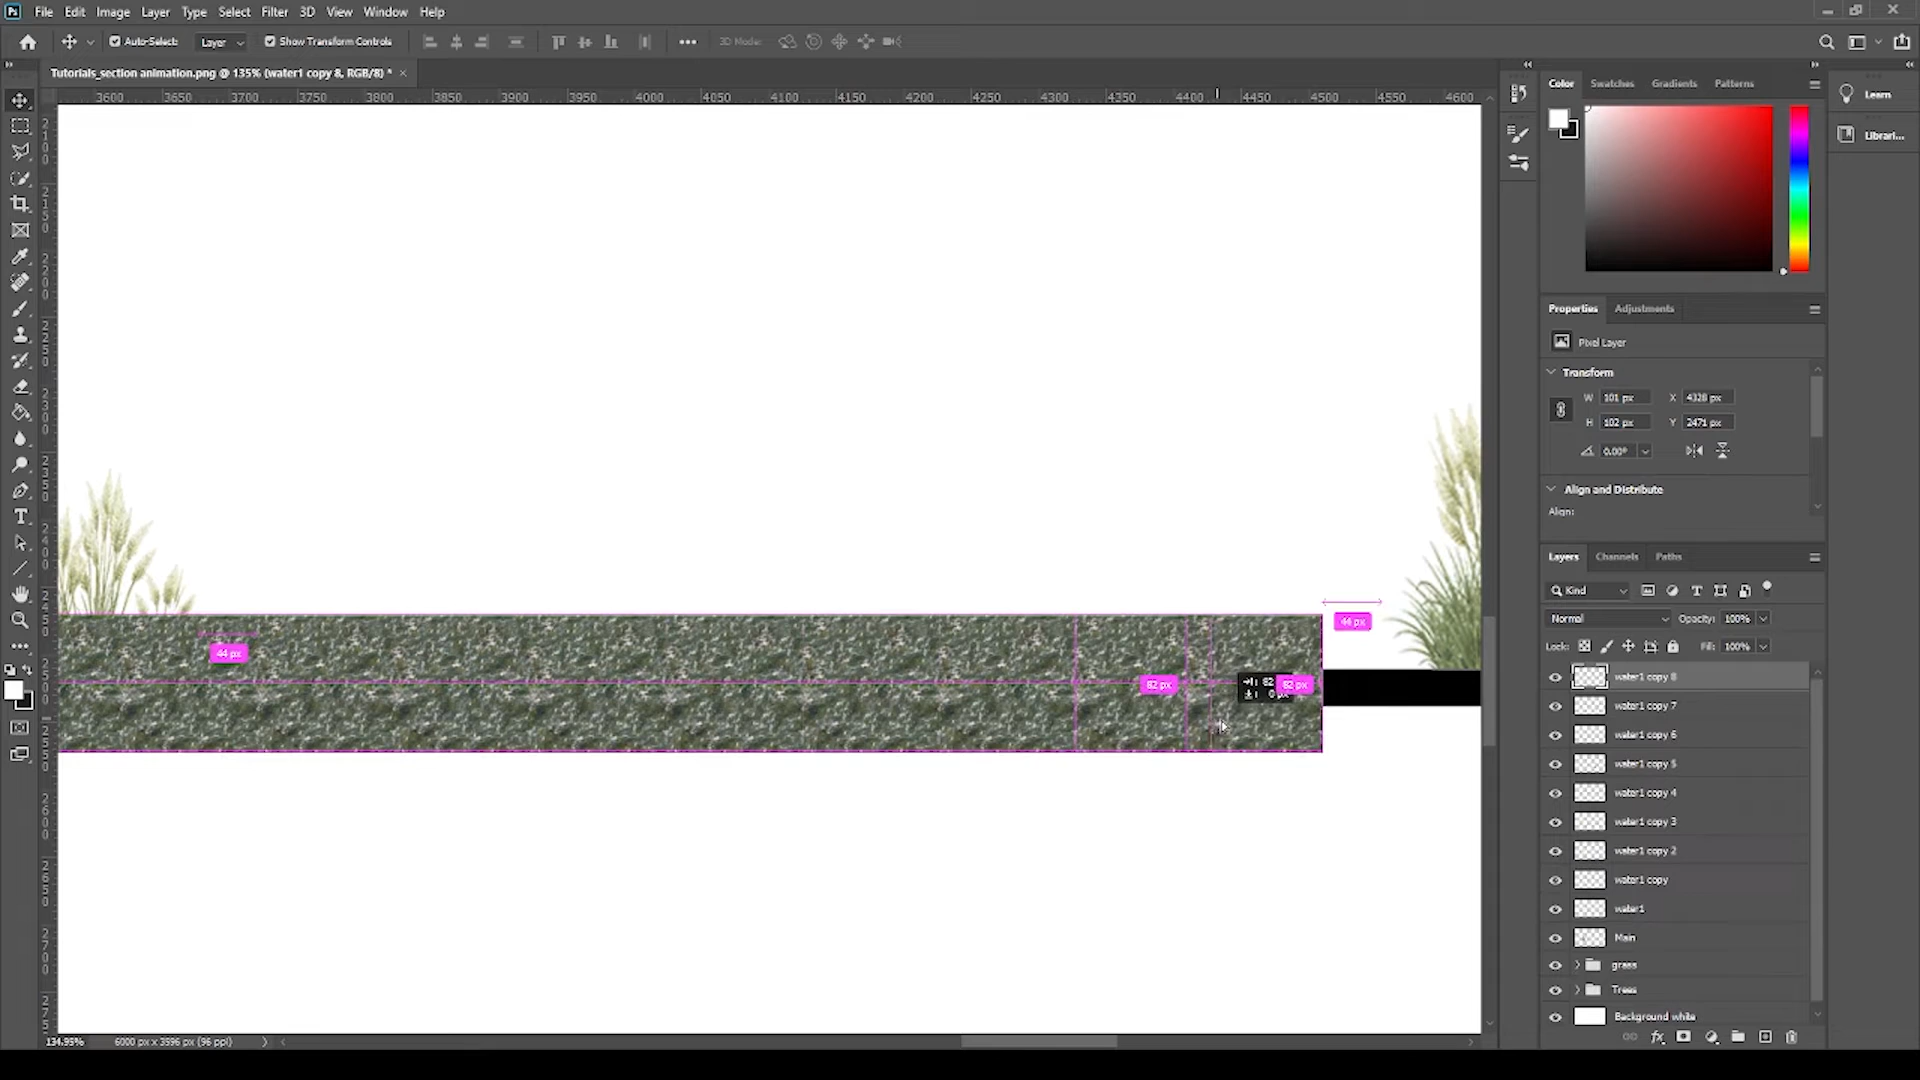 Ps File Edit Image Layer Type Select Filter 3D View Window Help
Auto-Select: Layer Show Transform Controls ••• 3D Mode:
Tutorials_section animation.png @ 135% (water1 copy 8, RGB/8) * ×
3600 3650 3700 3750 3800 3850 3900 3950 4000 4050 4100 4150 4200 4250 4300 4350 4400 4450 4500 4550 4600
Color Swatches Gradients Patterns
Learn
Librari...
Properties Adjustments
Pixel Layer
Transform
W 101 px X 4328 px
H 102 px Y 2471 px
0.00°
Align and Distribute
Align:
Layers Channels Paths
Kind
Normal Opacity: 100%
Lock: Fill: 100%
44 px
44 px
82 px
82
0 px
82 px
water1 copy 8
water1 copy 7
water1 copy 6
water1 copy 5
water1 copy 4
water1 copy 3
water1 copy 2
water1 copy
water1
Main
grass
Trees
Background white
fx
134.95% 6000 px x 3596 px (96 ppi)